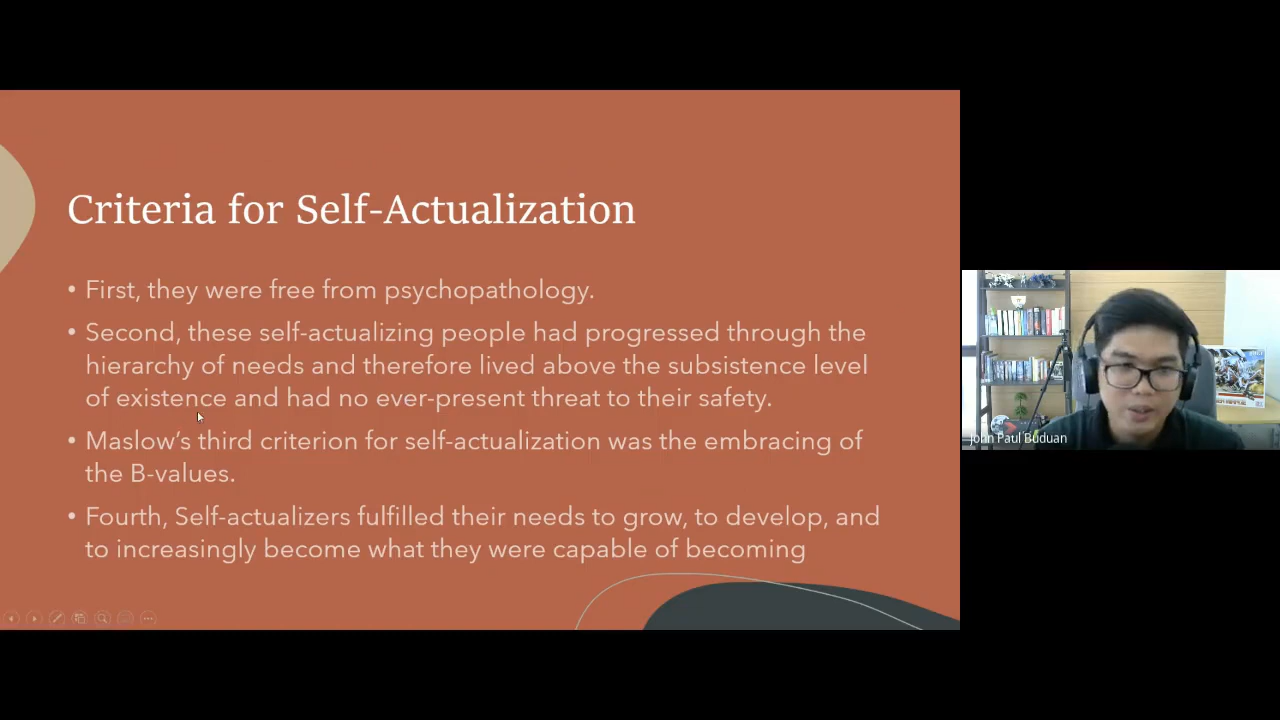 Criteria for Self-Actualization
• First, they were free from psychopathology.
• Second, these self-actualizing people had progressed through the
hierarchy of needs and therefore lived above the subsistence level
of existence and had no ever-present threat to their safety.
• Maslow’s third criterion for self-actualization was the embracing of
the B-values.
• Fourth, Self-actualizers fulfilled their needs to grow, to develop, and
to increasingly become what they were capable of becoming
John Paul Buduan